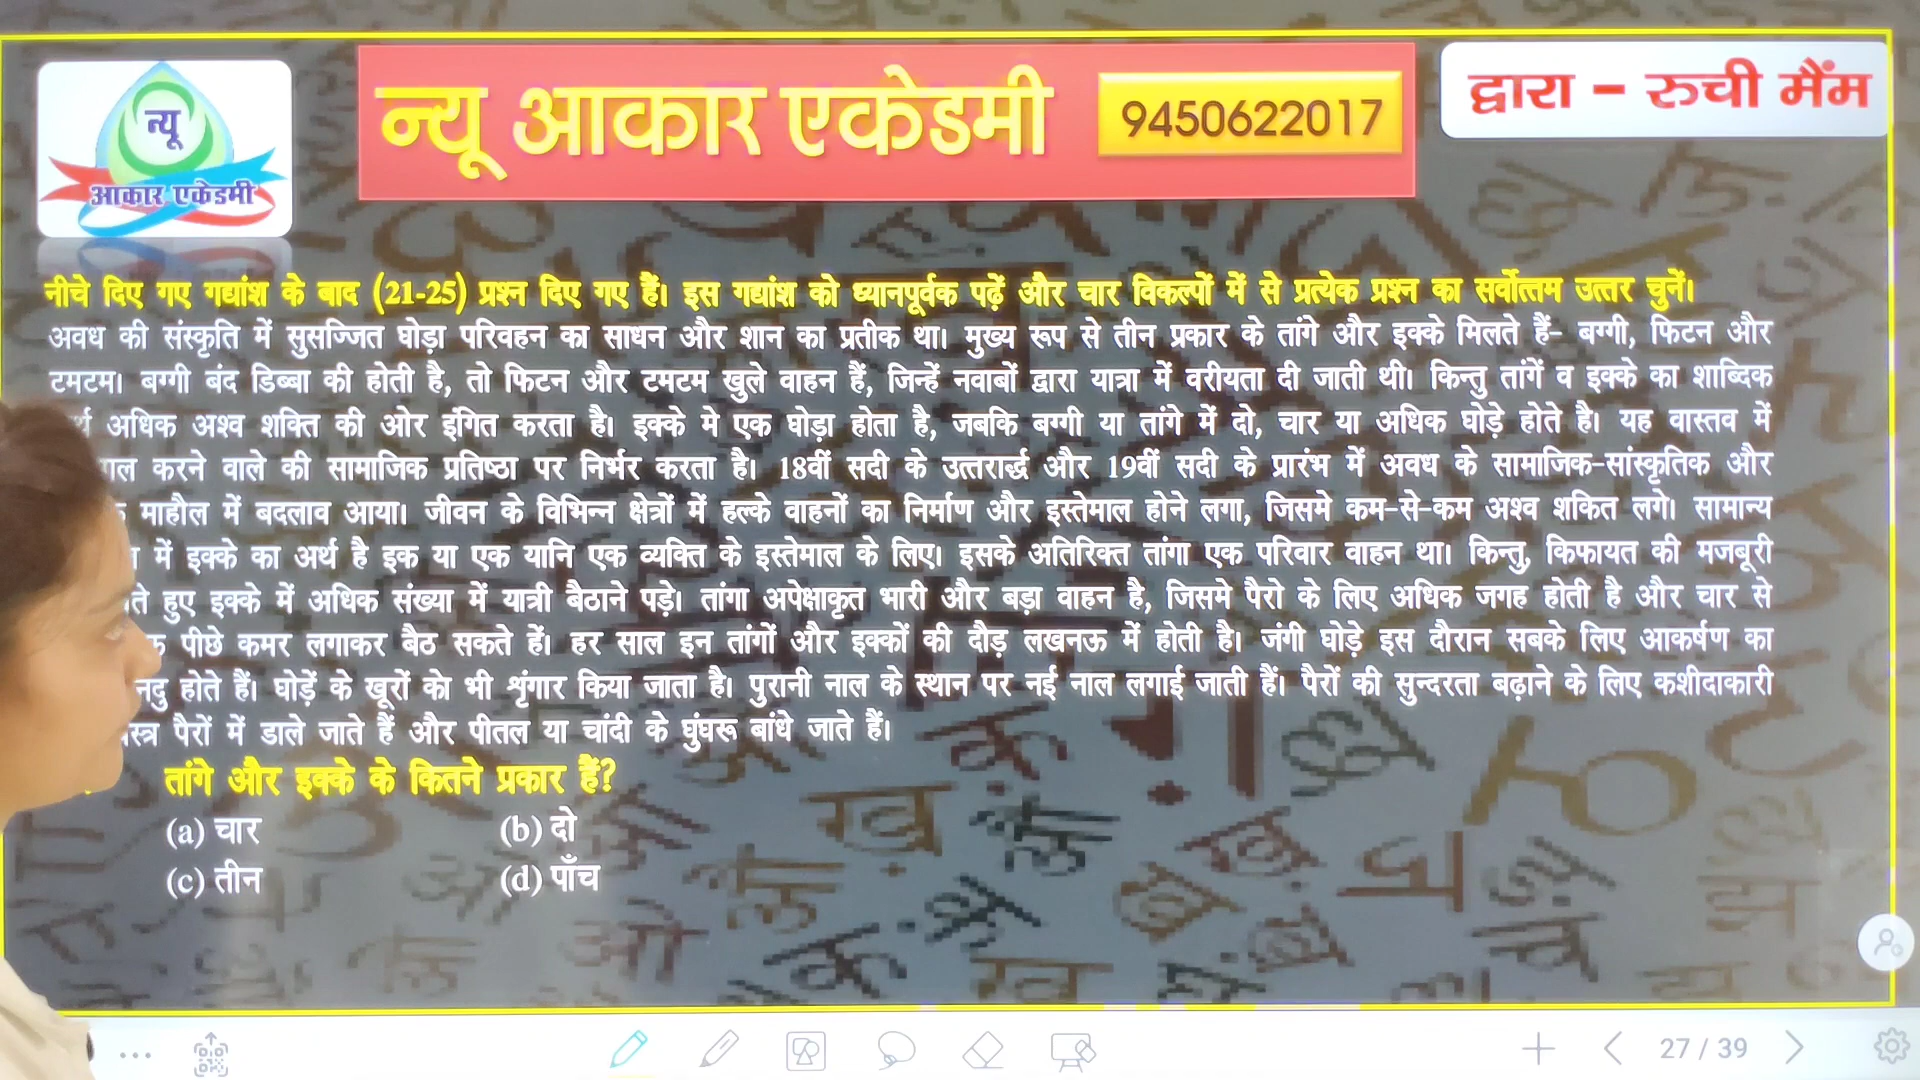 न्यू
आकार एकेडमी
न्यू आकार एकेडमी
9450622017
द्वारा - रुची मैंम
नीचे दिए गए गद्यांश के बाद (21-25) प्रश्न दिए गए हैं। इस गद्यांश को ध्यानपूर्वक पढ़ें और चार विकल्पों में से प्रत्येक प्रश्न का सर्वोत्तम उत्तर चुनें।
अवध की संस्कृति में सुसज्जित घोड़ा परिवहन का साधन और शान का प्रतीक था। मुख्य रूप से तीन प्रकार के तांगे और इक्के मिलते हैं- बग्गी, फिटन और
टमटम। बग्गी बंद डिब्बा की होती है, तो फिटन और टमटम खुले वाहन हैं, जिन्हें नवाबों द्वारा यात्रा में वरीयता दी जाती थी। किन्तु तांगें व इक्के का शाब्दिक
अधिक अश्व शक्ति की ओर इंगित करता है। इक्के मे एक घोड़ा होता है, जबकि बग्गी या तांगे में दो, चार या अधिक घोड़े होते है। यह वास्तव में
करने वाले की सामाजिक प्रतिष्ठा पर निर्भर करता है। 18वीं सदी के उत्तरार्द्ध और 19वीं सदी के प्रारंभ में अवध के सामाजिक-सांस्कृतिक और
माहौल में बदलाव आया। जीवन के विभिन्न क्षेत्रों में हल्के वाहनों का निर्माण और इस्तेमाल होने लगा, जिसमे कम-से-कम अश्व शकित लगे। सामान्य
में इक्के का अर्थ है इक या एक यानि एक व्यक्ति के इस्तेमाल के लिए। इसके अतिरिक्त तांगा एक परिवार वाहन था। किन्तु, किफायत की मजबूरी
हुए इक्के में अधिक संख्या में यात्री बैठाने पड़े। तांगा अपेक्षाकृत भारी और बड़ा वाहन है, जिसमे पैरो के लिए अधिक जगह होती है और चार से
पीछे कमर लगाकर बैठ सकते हें। हर साल इन तांगों और इक्कों की दौड़ लखनऊ में होती है। जंगी घोड़े इस दौरान सबके लिए आकर्षण का
होते हैं। घोड़ें के खूरों को भी श्रृंगार किया जाता है। पुरानी नाल के स्थान पर नई नाल लगाई जाती हैं। पैरों की सुन्दरता बढ़ाने के लिए कशीदाकारी
पैरों में डाले जाते हैं और पीतल या चांदी के घुंघरू बांधे जाते हैं।
तांगे और इक्के के कितने प्रकार हैं?
(a) चार (b) दो
(c) तीन (d) पाँच
27 / 39